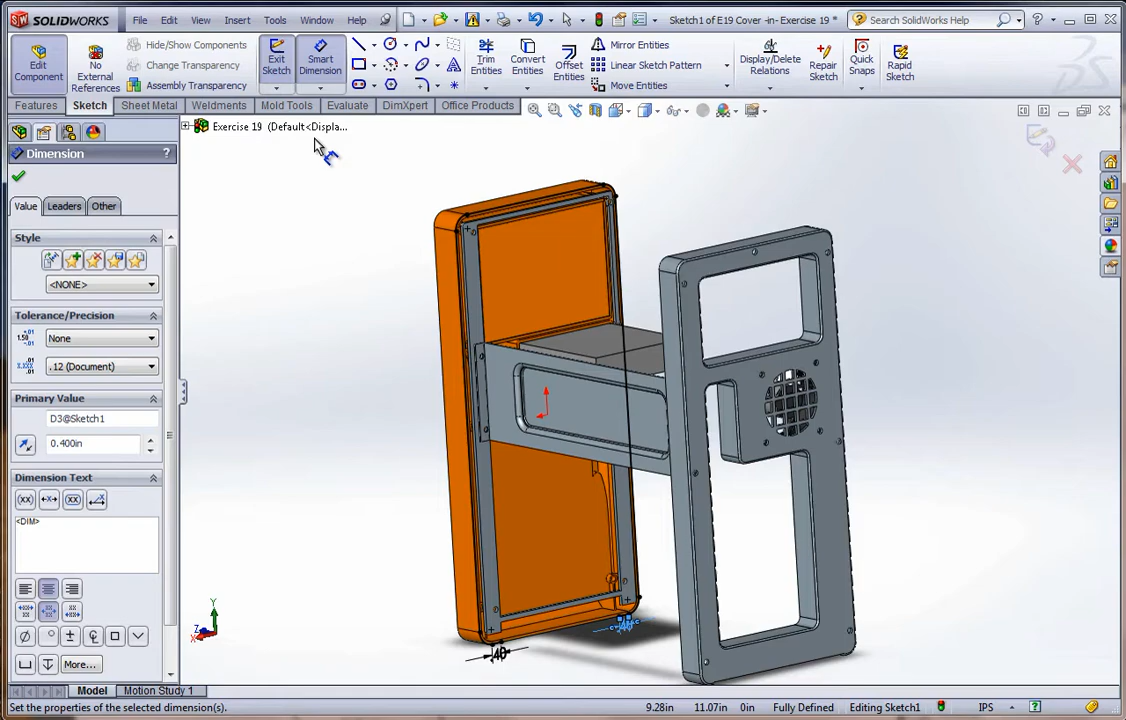 SOLIDWORKS File Edit View Insert Tools Window Help Sketch1 of E19 Cover -in- Exercise 19 * Search SolidWorks Help
Edit Component
No External References
Hide/Show Components
Change Transparency
Assembly Transparency
Exit Sketch
Smart Dimension
Trim Entities
Convert Entities
Offset Entities
Mirror Entities
Linear Sketch Pattern
Move Entities
Display/Delete Relations
Repair Sketch
Quick Snaps
Rapid Sketch
Features Sketch Sheet Metal Weldments Mold Tools Evaluate DimXpert Office Products
Exercise 19 (Default<Displa...
Dimension ?
Value Leaders Other
Style
<NONE>
Tolerance/Precision
None
.12 (Document)
Primary Value
D3@Sketch1
0.400in
Dimension Text
<DIM>
More...
.40
Y
Z
X
Model Motion Study 1
Set the properties of the selected dimension(s). 9.28in 11.07in 0in Fully Defined Editing Sketch1 IPS